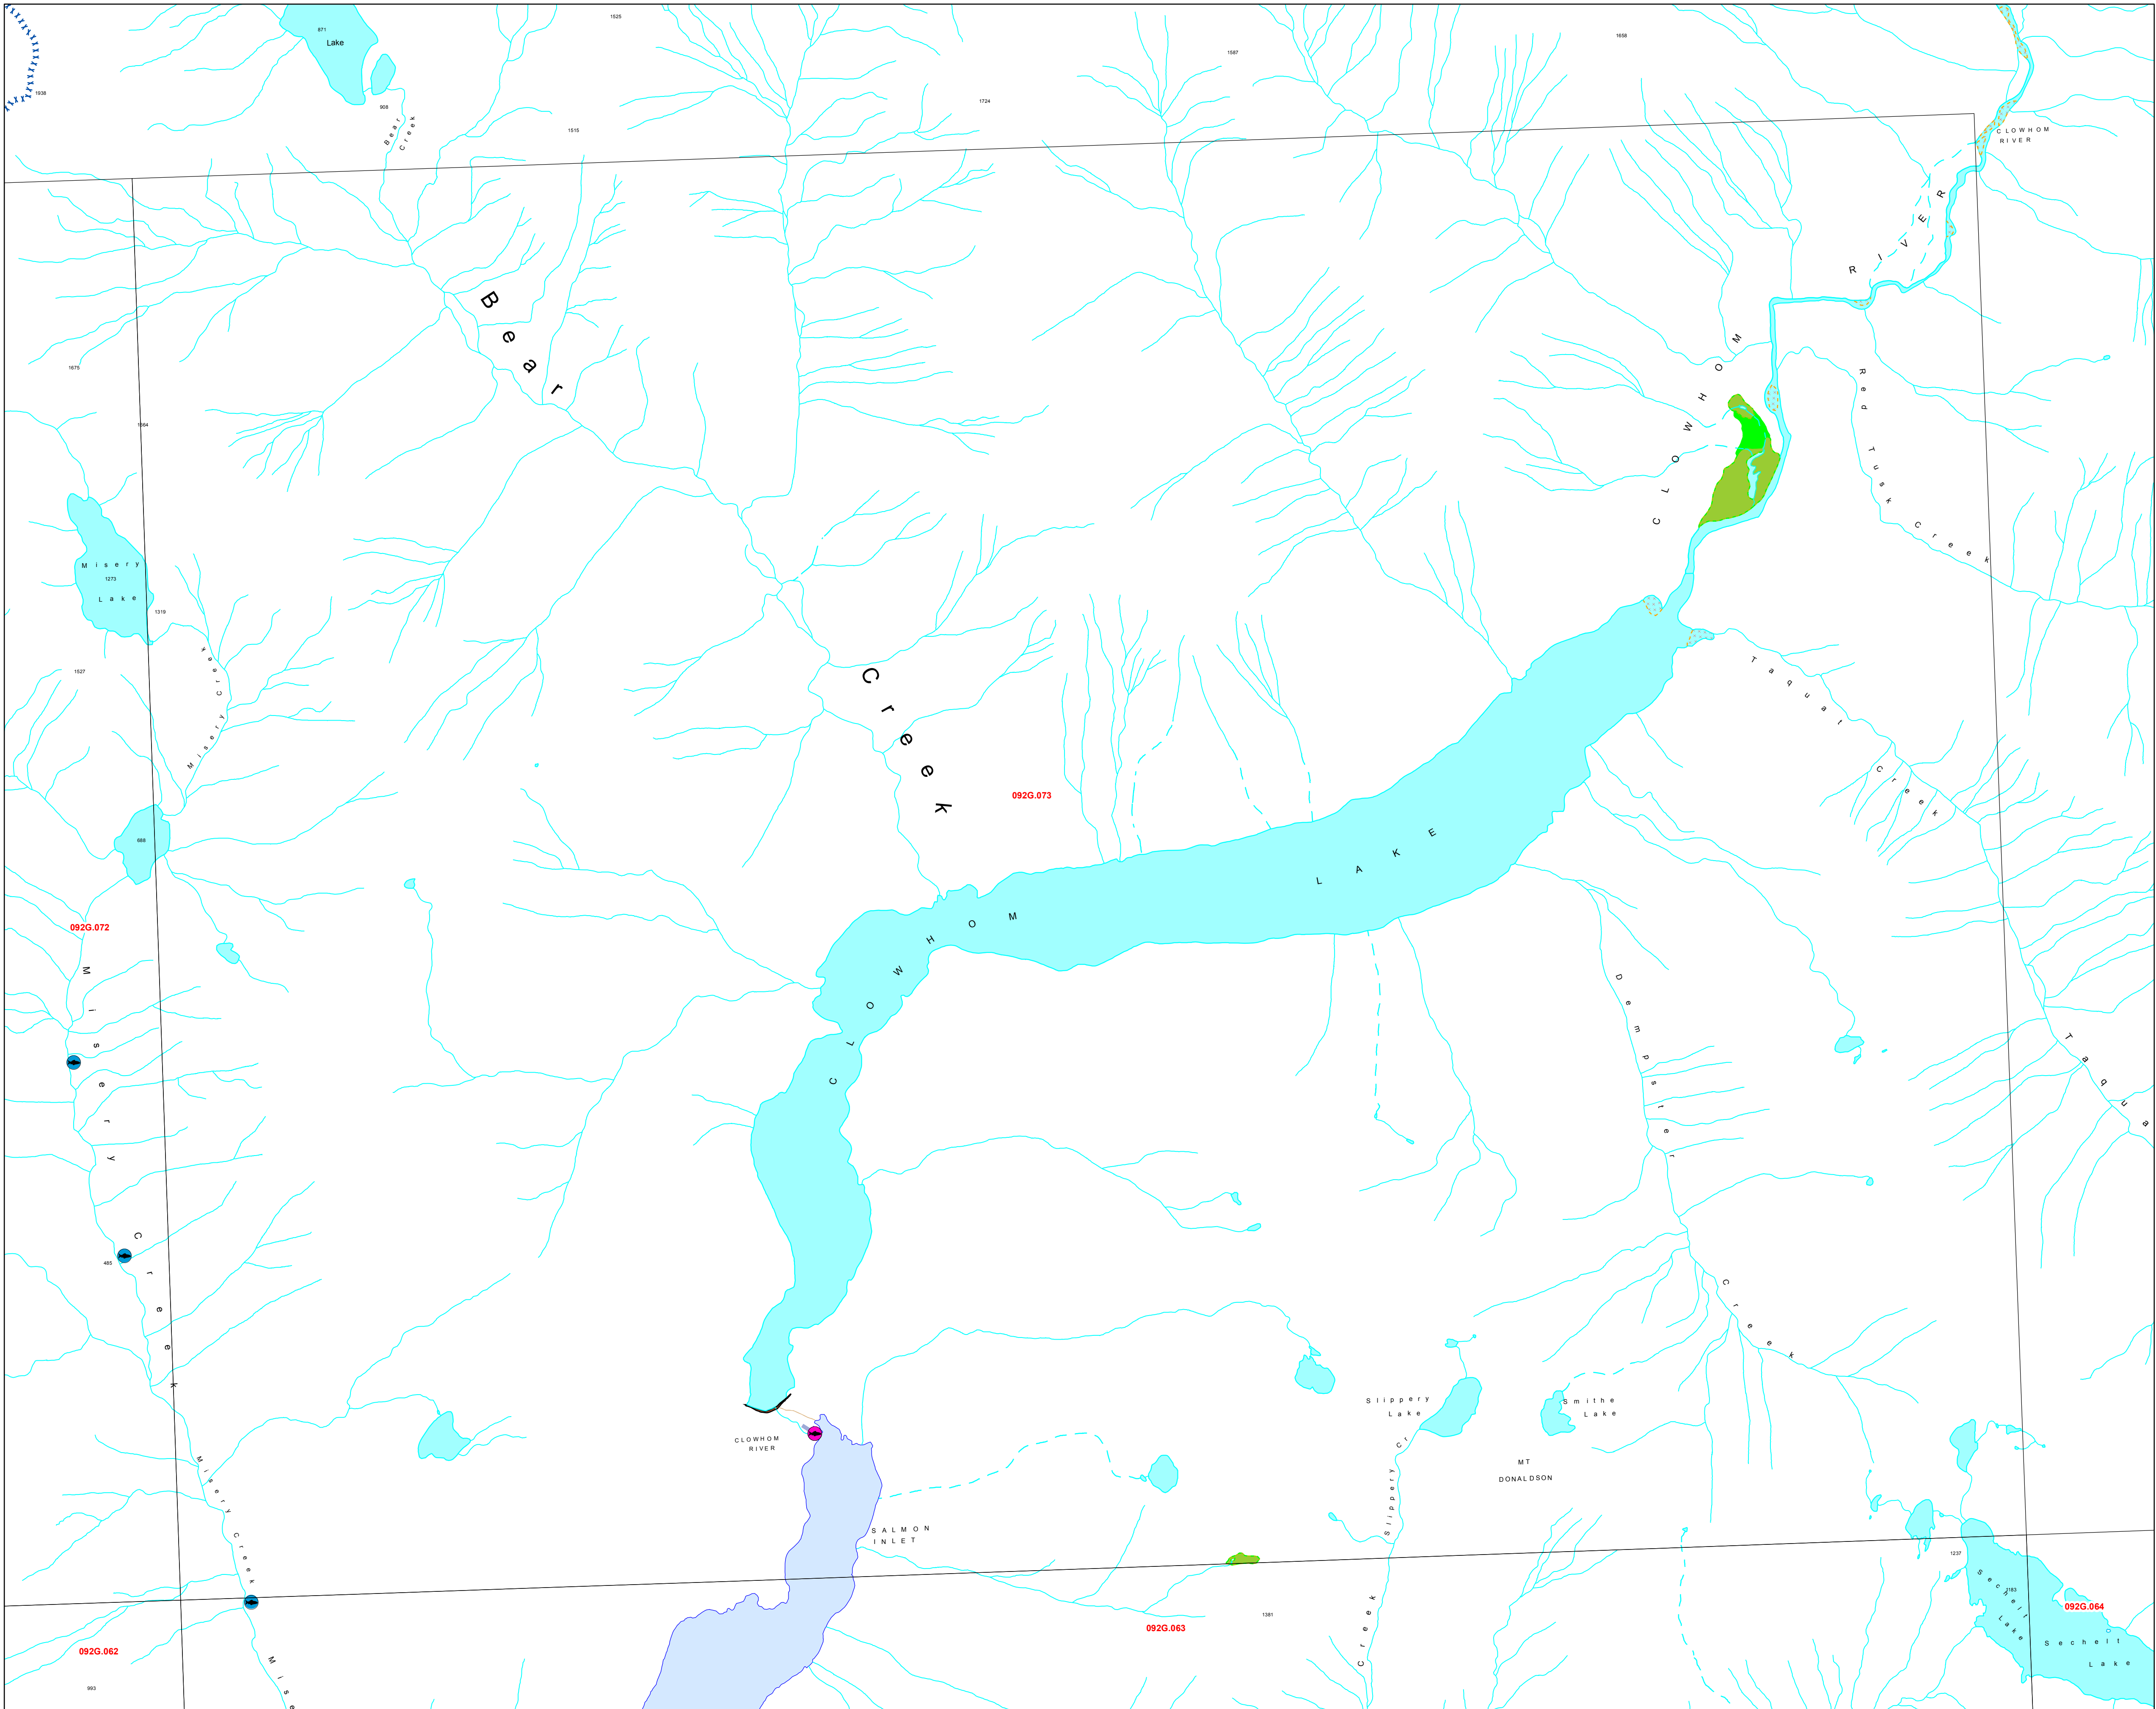 1525
871
Lake
1587
1658
1938
908
1724
Bear
Creek
1515
CLOWHOM
RIVER
CLOWHOM RIVER
Bear
1675
1664
Red Tusk Creek
Misery
1273
Lake
1319
1527
Misery Creek
Creek
Taquat Creek
092G.073
888
CLOWHOM LAKE
092G.072
Misery Creek
Dempster Creek
Taqua
485
Slippery
Lake
Smithe
Lake
CLOWHOM
RIVER
MT
DONALDSON
Misery Creek
Slippery Cr
SALMON
INLET
1237
Sechelt
Lake
1183
092G.064
1381
092G.063
Slippery Creek
Sechelt
Lake
092G.062
993
Mise